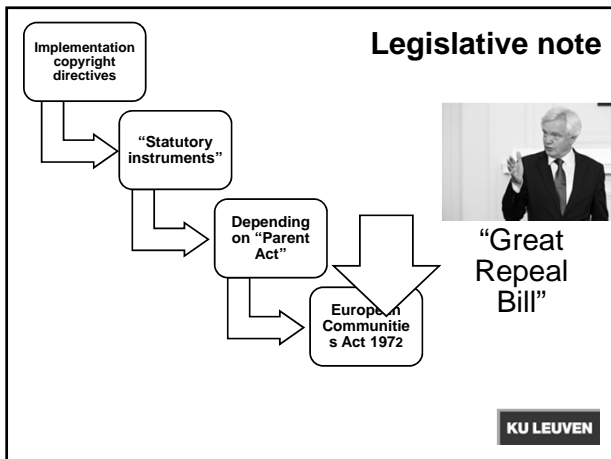 Legislative note
Implementation
copyright
directives
“Statutory
instruments”
Depending
on “Parent
Act”
European
Communitie
s Act 1972
“Great
Repeal
Bill”
KU LEUVEN